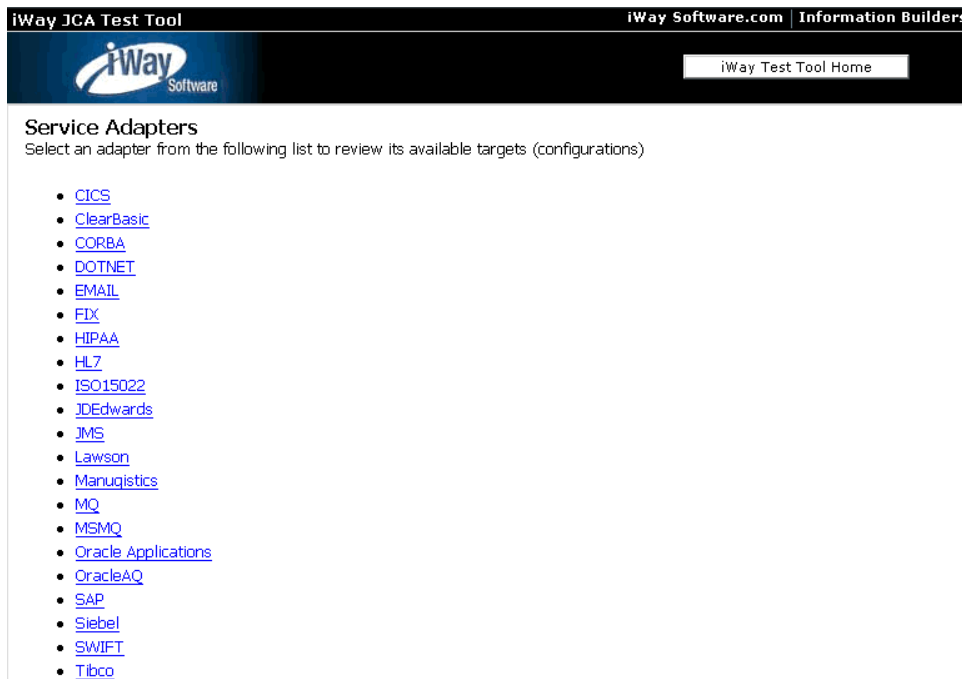 iWay JCA Test Tool
iWay Software.com | Information Builders
iWay
Software
iWay Test Tool Home
Service Adapters
Select an adapter from the following list to review its available targets (configurations)
• CICS
• ClearBasic
• CORBA
• DOTNET
• EMAIL
• FIX
• HIPAA
• HL7
• ISO15022
• JDEdwards
• JMS
• Lawson
• Manugistics
• MQ
• MSMQ
• Oracle Applications
• OracleAQ
• SAP
• Siebel
• SWIFT
• Tibco